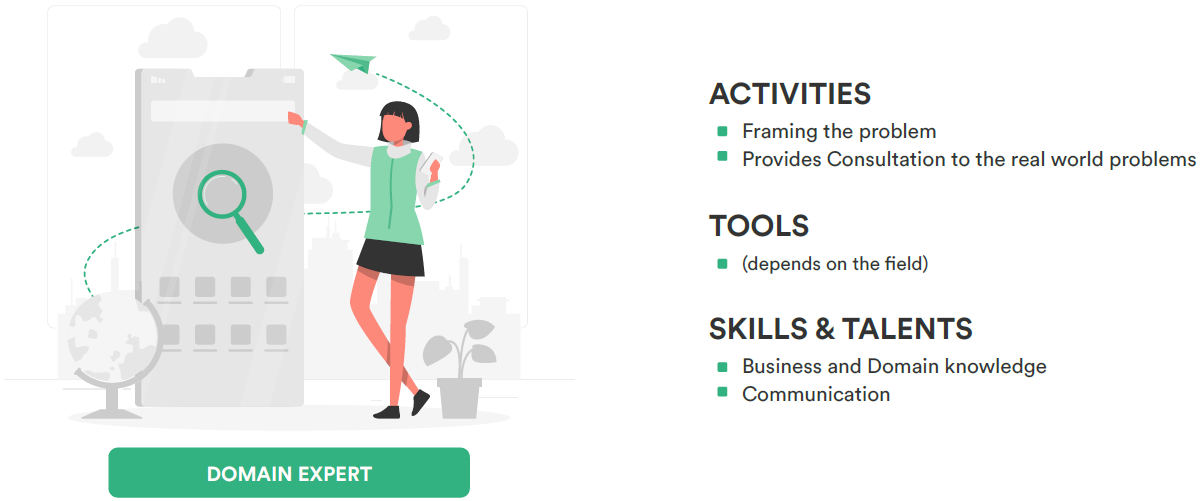 ACTIVITIES
Framing the problem
Provides Consultation to the real world problems
TOOLS
(depends on the field)
SKILLS & TALENTS
Business and Domain knowledge
Communication
DOMAIN EXPERT